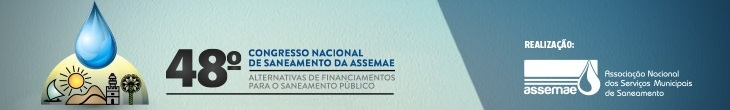 48º
CONGRESSO NACIONAL
DE SANEAMENTO DA ASSEMAE
ALTERNATIVAS DE FINANCIAMENTOS
PARA O SANEAMENTO PÚBLICO
REALIZAÇÃO:
assemae
Associação Nacional
dos Serviços Municipais
de Saneamento